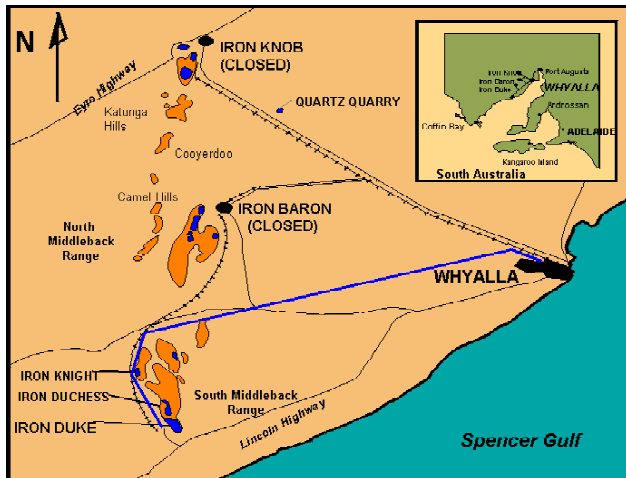 N
IRON KNOB
(CLOSED)
Eyre Highway
Katunga
Hills
QUARTZ QUARRY
Cooyerdoo
Camel Hills
North
Middleback
Range
IRON BARON
(CLOSED)
WHYALLA
IRON KNIGHT
IRON DUCHESS
IRON DUKE
South Middleback
Range
Lincoln Highway
Spencer Gulf
Port Augusta
Iron Knob
Iron Baron
Iron Duke
WHYALLA
Ardrossan
Coffin Bay
ADELAIDE
Kangaroo Island
South Australia